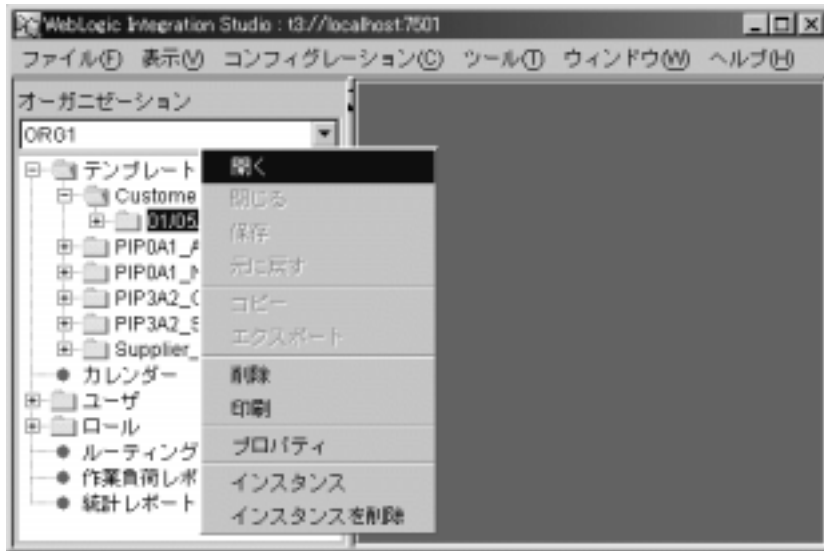 WebLogic Integration Studio : t3://localhost:7501
ファイル(F) 表示(V) コンフィグレーション(C) ツール(T) ウィンドウ(W) ヘルプ(H)
オーガニゼーション
ORG1
テンプレート
Custome
01/05
PIP0A1_A
PIP0A1_N
PIP3A2_C
PIP3A2_S
Supplier_
カレンダー
ユーザ
ロール
ルーティング
作業負荷レポ
統計レポート
開く
閉じる
保存
元に戻す
コピー
エクスポート
削除
印刷
プロパティ
インスタンス
インスタンスを削除